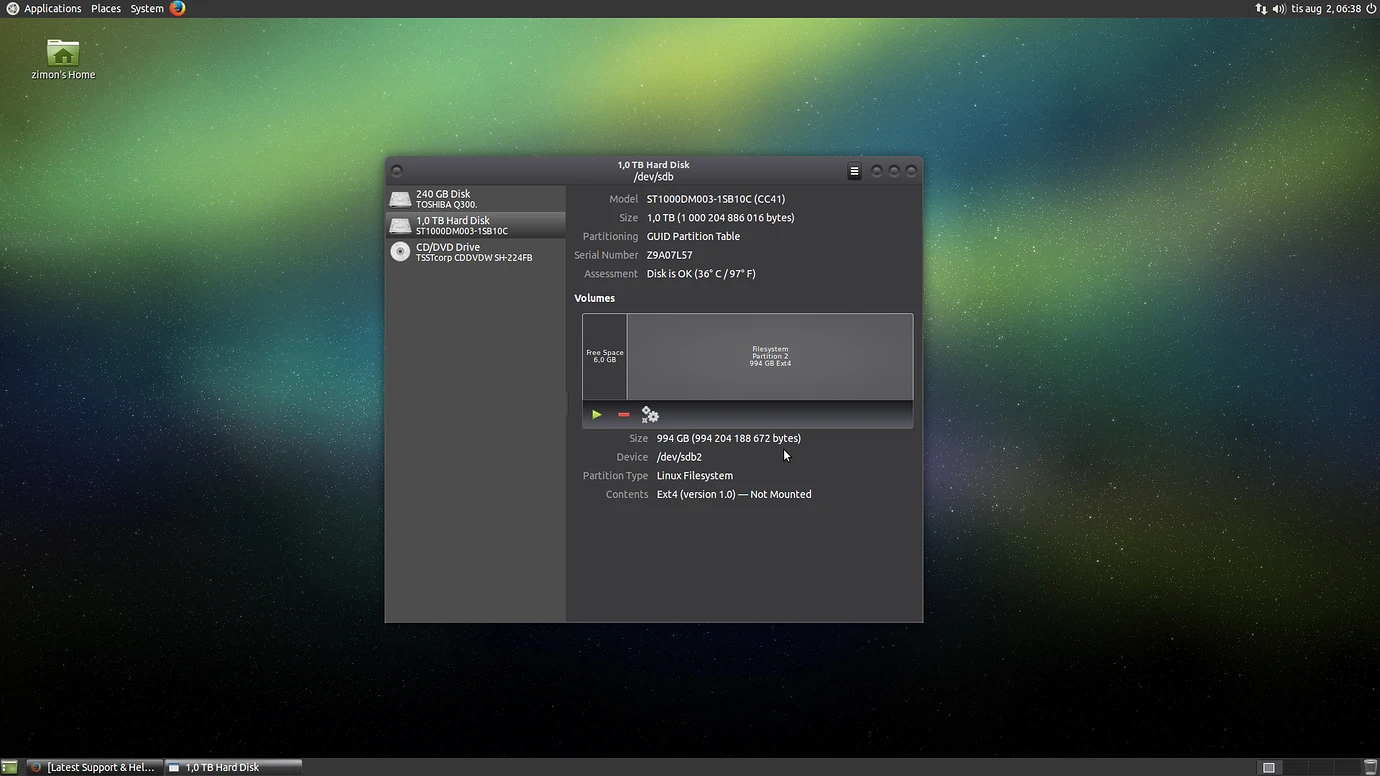 Applications Places System
tis aug 2, 06:38
zimon's Home
1,0 TB Hard Disk
/dev/sdb
240 GB Disk
TOSHIBA Q300.
1,0 TB Hard Disk
ST1000DM003-1SB10C
CD/DVD Drive
TSSTcorp CDDVDW SH-224FB
Model ST1000DM003-1SB10C (CC41)
Size 1,0 TB (1 000 204 886 016 bytes)
Partitioning GUID Partition Table
Serial Number Z9A07L57
Assessment Disk is OK (36° C / 97° F)
Volumes
Free Space
6,0 GB
Filesystem
Partition 2
994 GB Ext4
Size 994 GB (994 204 188 672 bytes)
Device /dev/sdb2
Partition Type Linux Filesystem
Contents Ext4 (version 1.0) — Not Mounted
[Latest Support & Hel... 1,0 TB Hard Disk